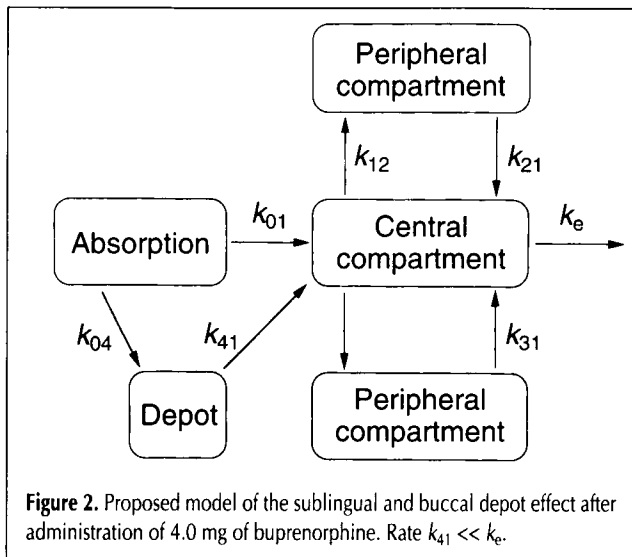 Peripheral
compartment
k12
k21
Absorption
k01
Central
compartment
ke
k04
k41
k31
Depot
Peripheral
compartment
Figure 2. Proposed model of the sublingual and buccal depot effect after
administration of 4.0 mg of buprenorphine. Rate k41 << ke.